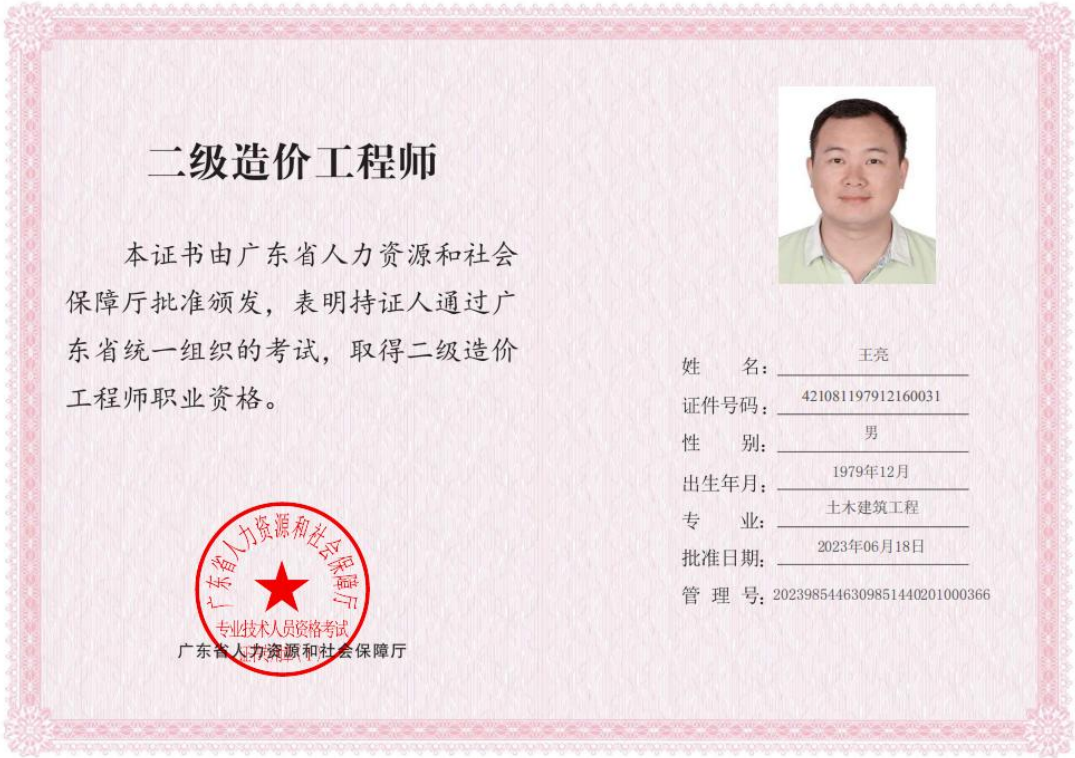 二级造价工程师
本证书由广东省人力资源和社会
保障厅批准颁发，表明持证人通过广
东省统一组织的考试，取得二级造价
工程师职业资格。
广东省人力资源和社会保障厅
专业技术人员资格考试
广东省人力资源和社会保障厅
姓名：王亮
证件号码：421081197912160031
性别：男
出生年月：1979年12月
专业：土木建筑工程
批准日期：2023年06月18日
管理号：2023985446309851440201000366